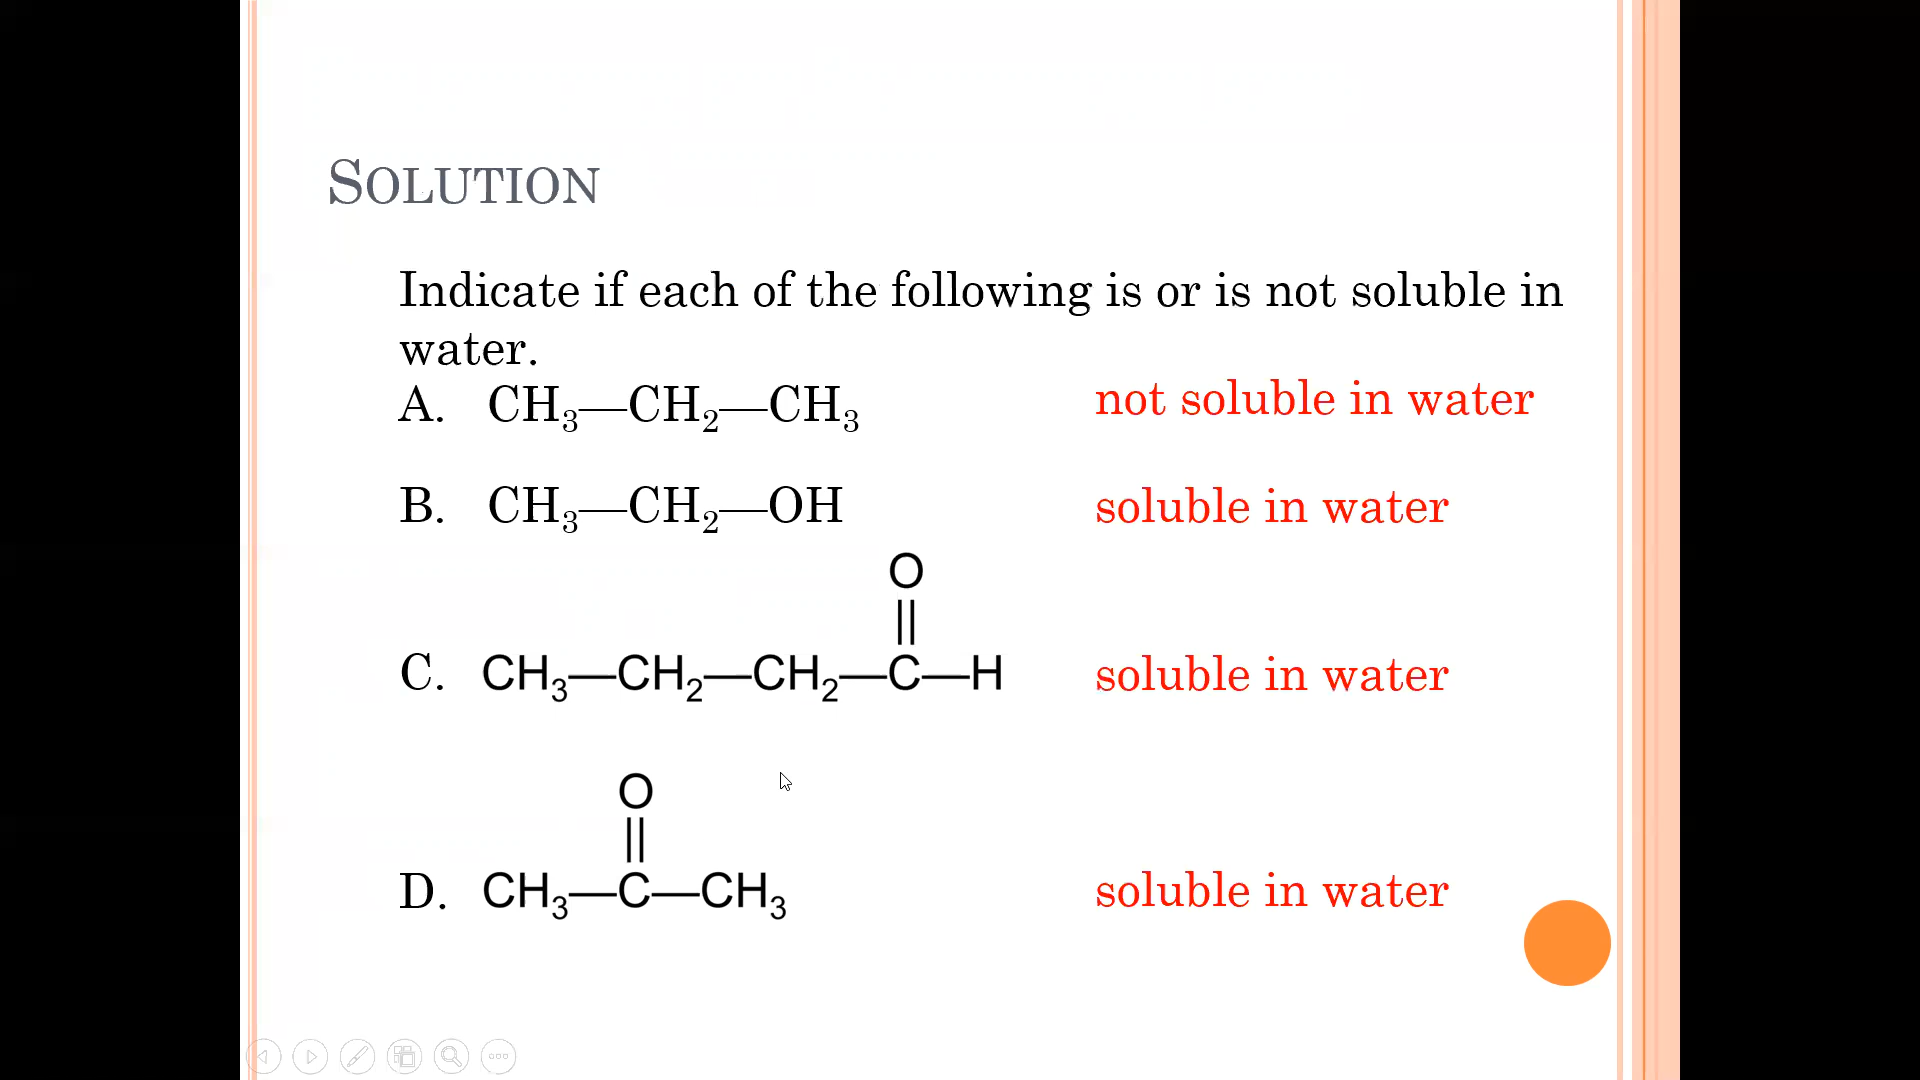 SOLUTION
Indicate if each of the following is or is not soluble in
water.
A. CH₃—CH₂—CH₃ not soluble in water
B. CH₃—CH₂—OH soluble in water
O
||
C. CH₃—CH₂—CH₂—C—H soluble in water
O
||
D. CH₃—C—CH₃ soluble in water